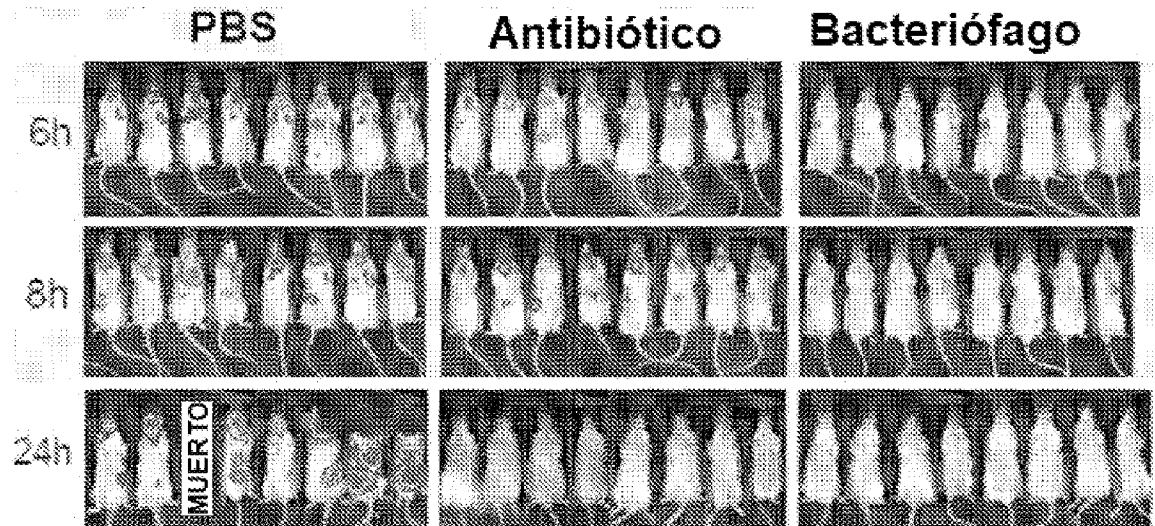 PBS
Antibiótico
Bacteriófago
6h
8h
24h
MUERTO